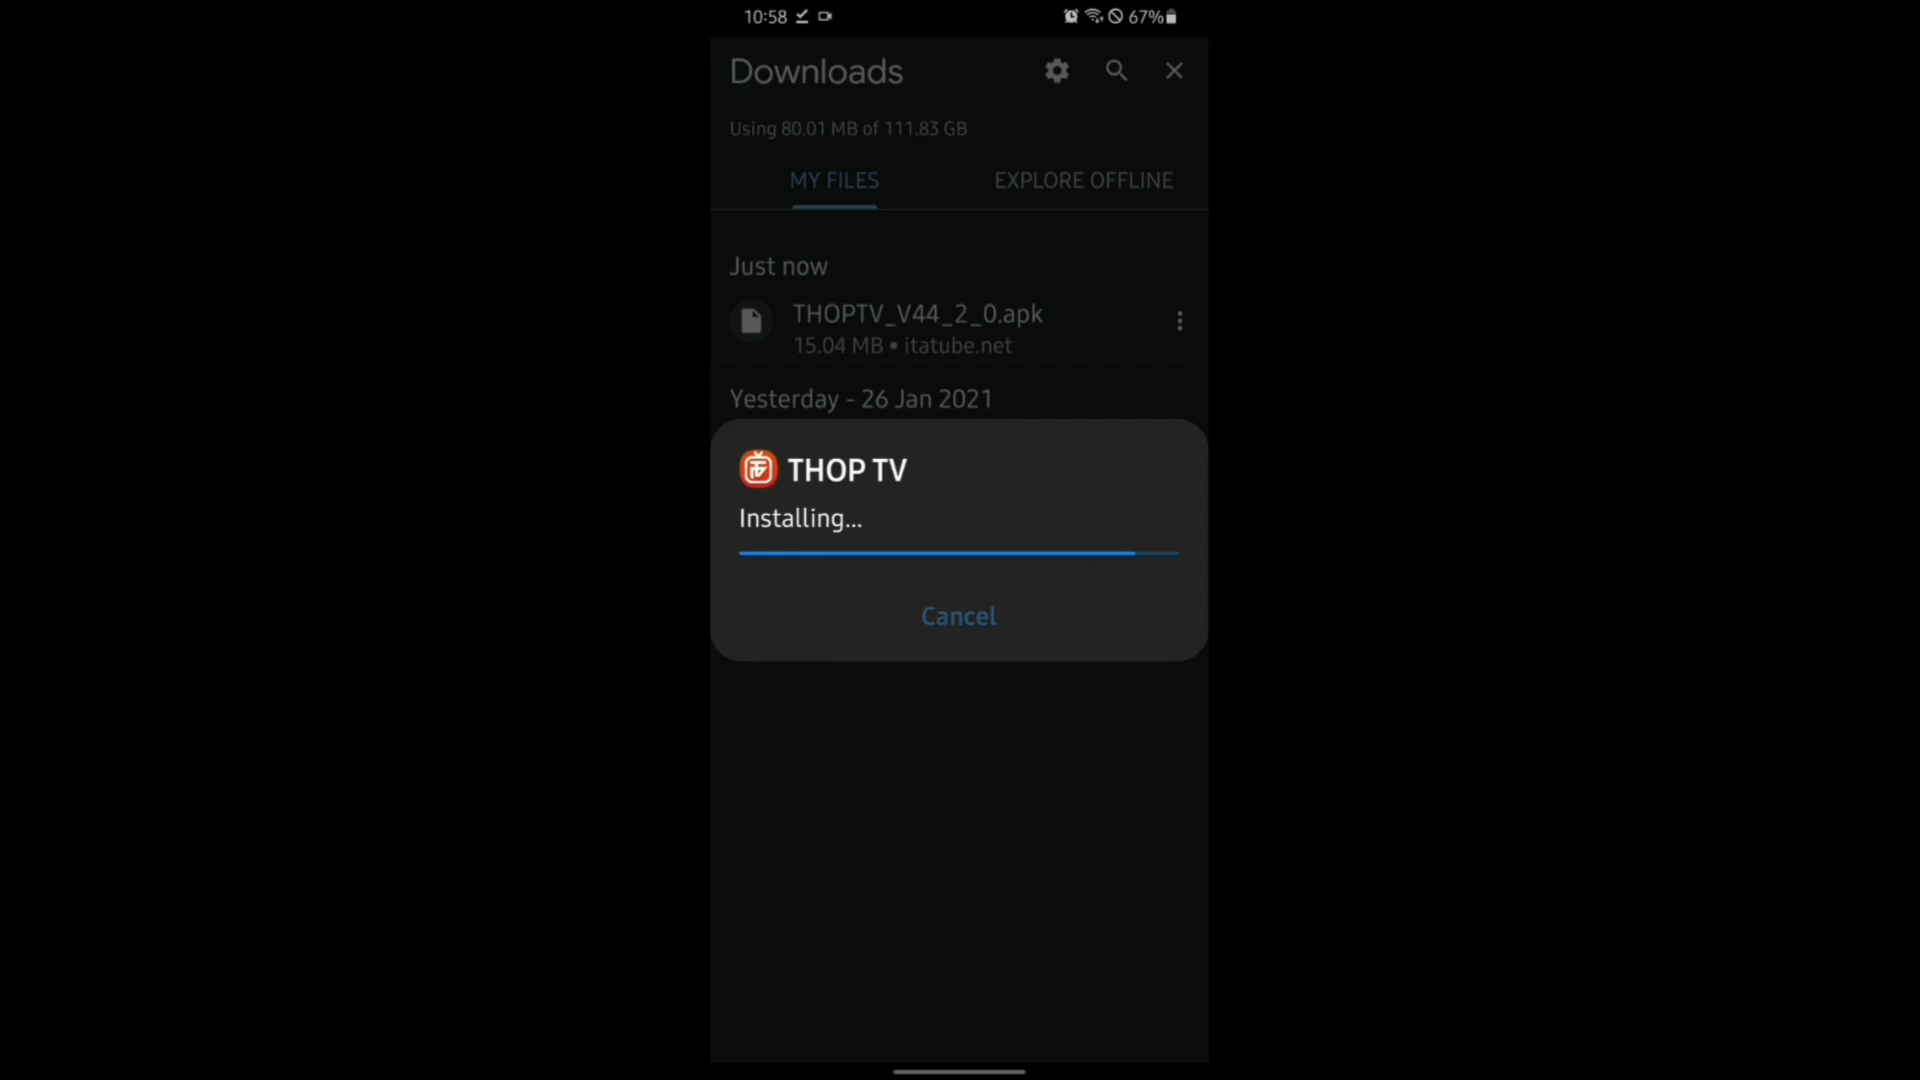 10:58 67%
Downloads
Using 80.01 MB of 111.83 GB
MY FILES EXPLORE OFFLINE
Just now
THOPTV_V44_2_0.apk
15.04 MB • itatube.net
Yesterday - 26 Jan 2021
THOP TV
Installing...
Cancel